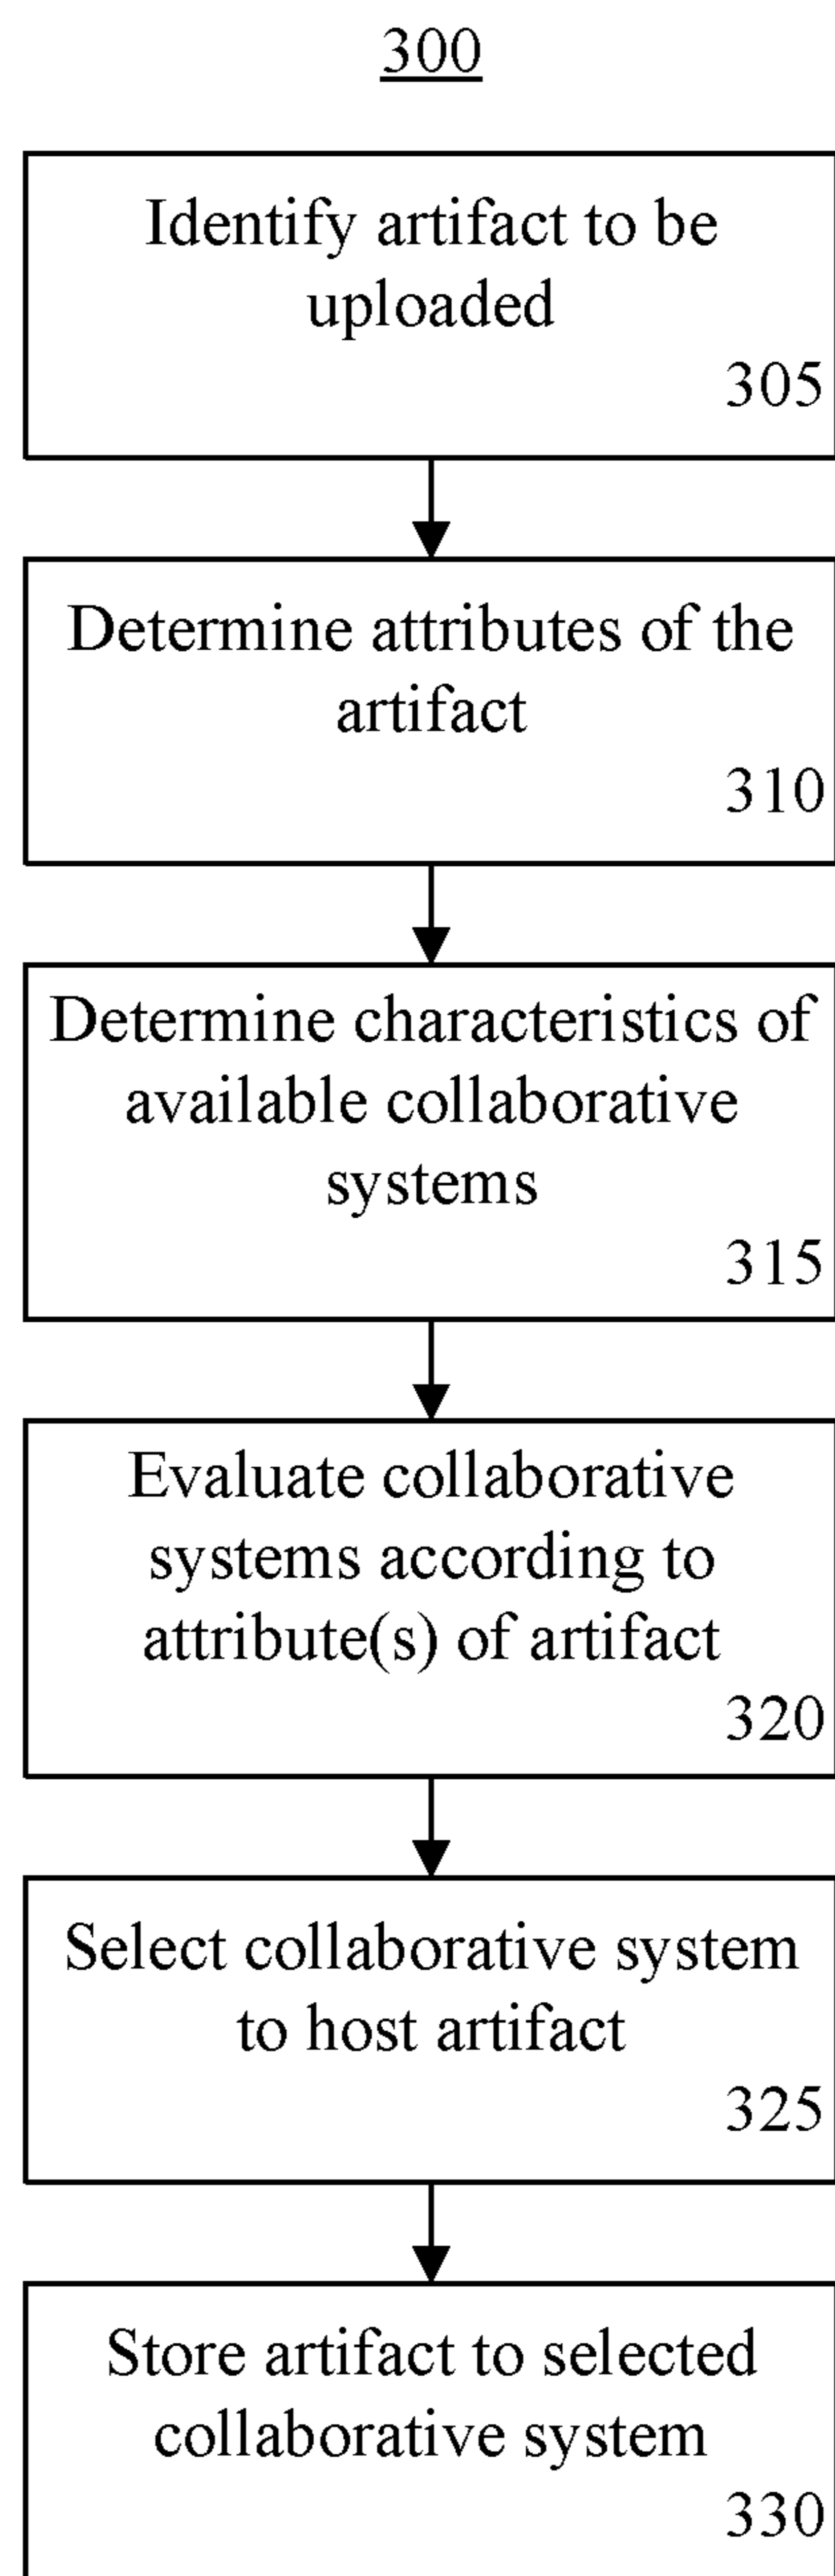 300
Identify artifact to be
uploaded
305
Determine attributes of the
artifact
310
Determine characteristics of
available collaborative
systems
315
Evaluate collaborative
systems according to
attribute(s) of artifact
320
Select collaborative system
to host artifact
325
Store artifact to selected
collaborative system
330